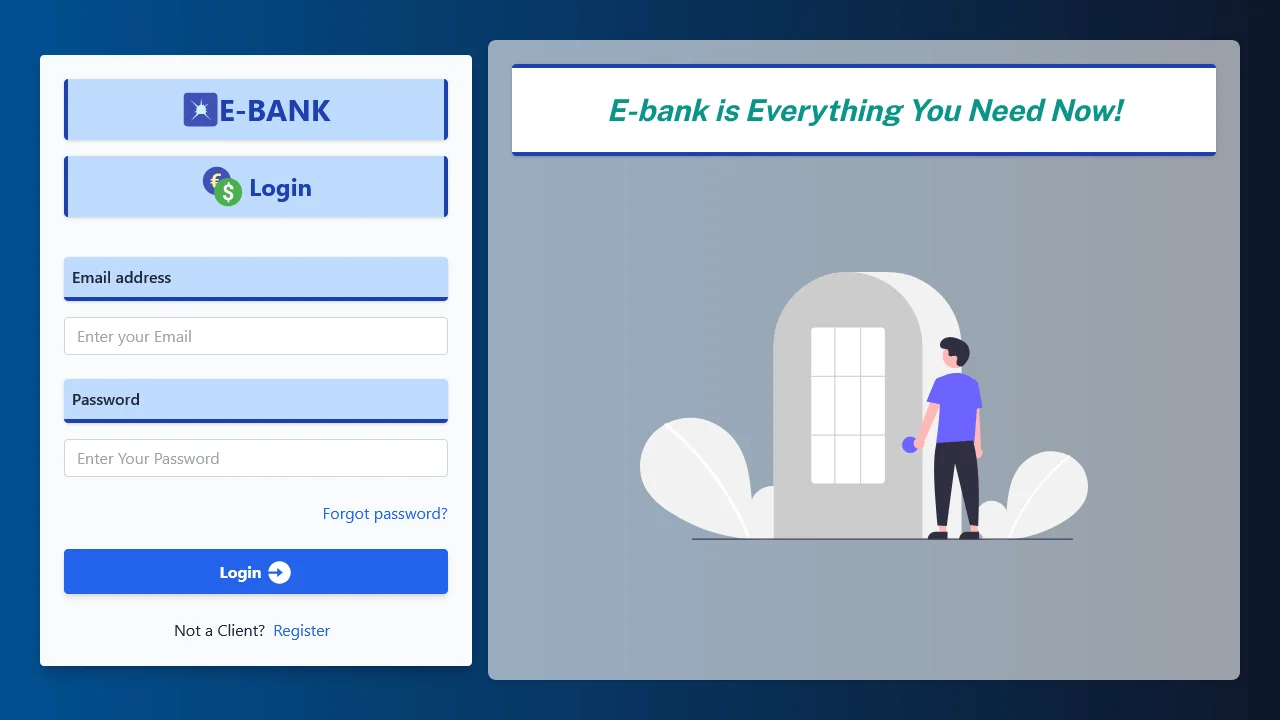 E-BANK
Login
Email address
Enter your Email
Password
Enter Your Password
Forgot password?
Login
Not a Client? Register
E-bank is Everything You Need Now!